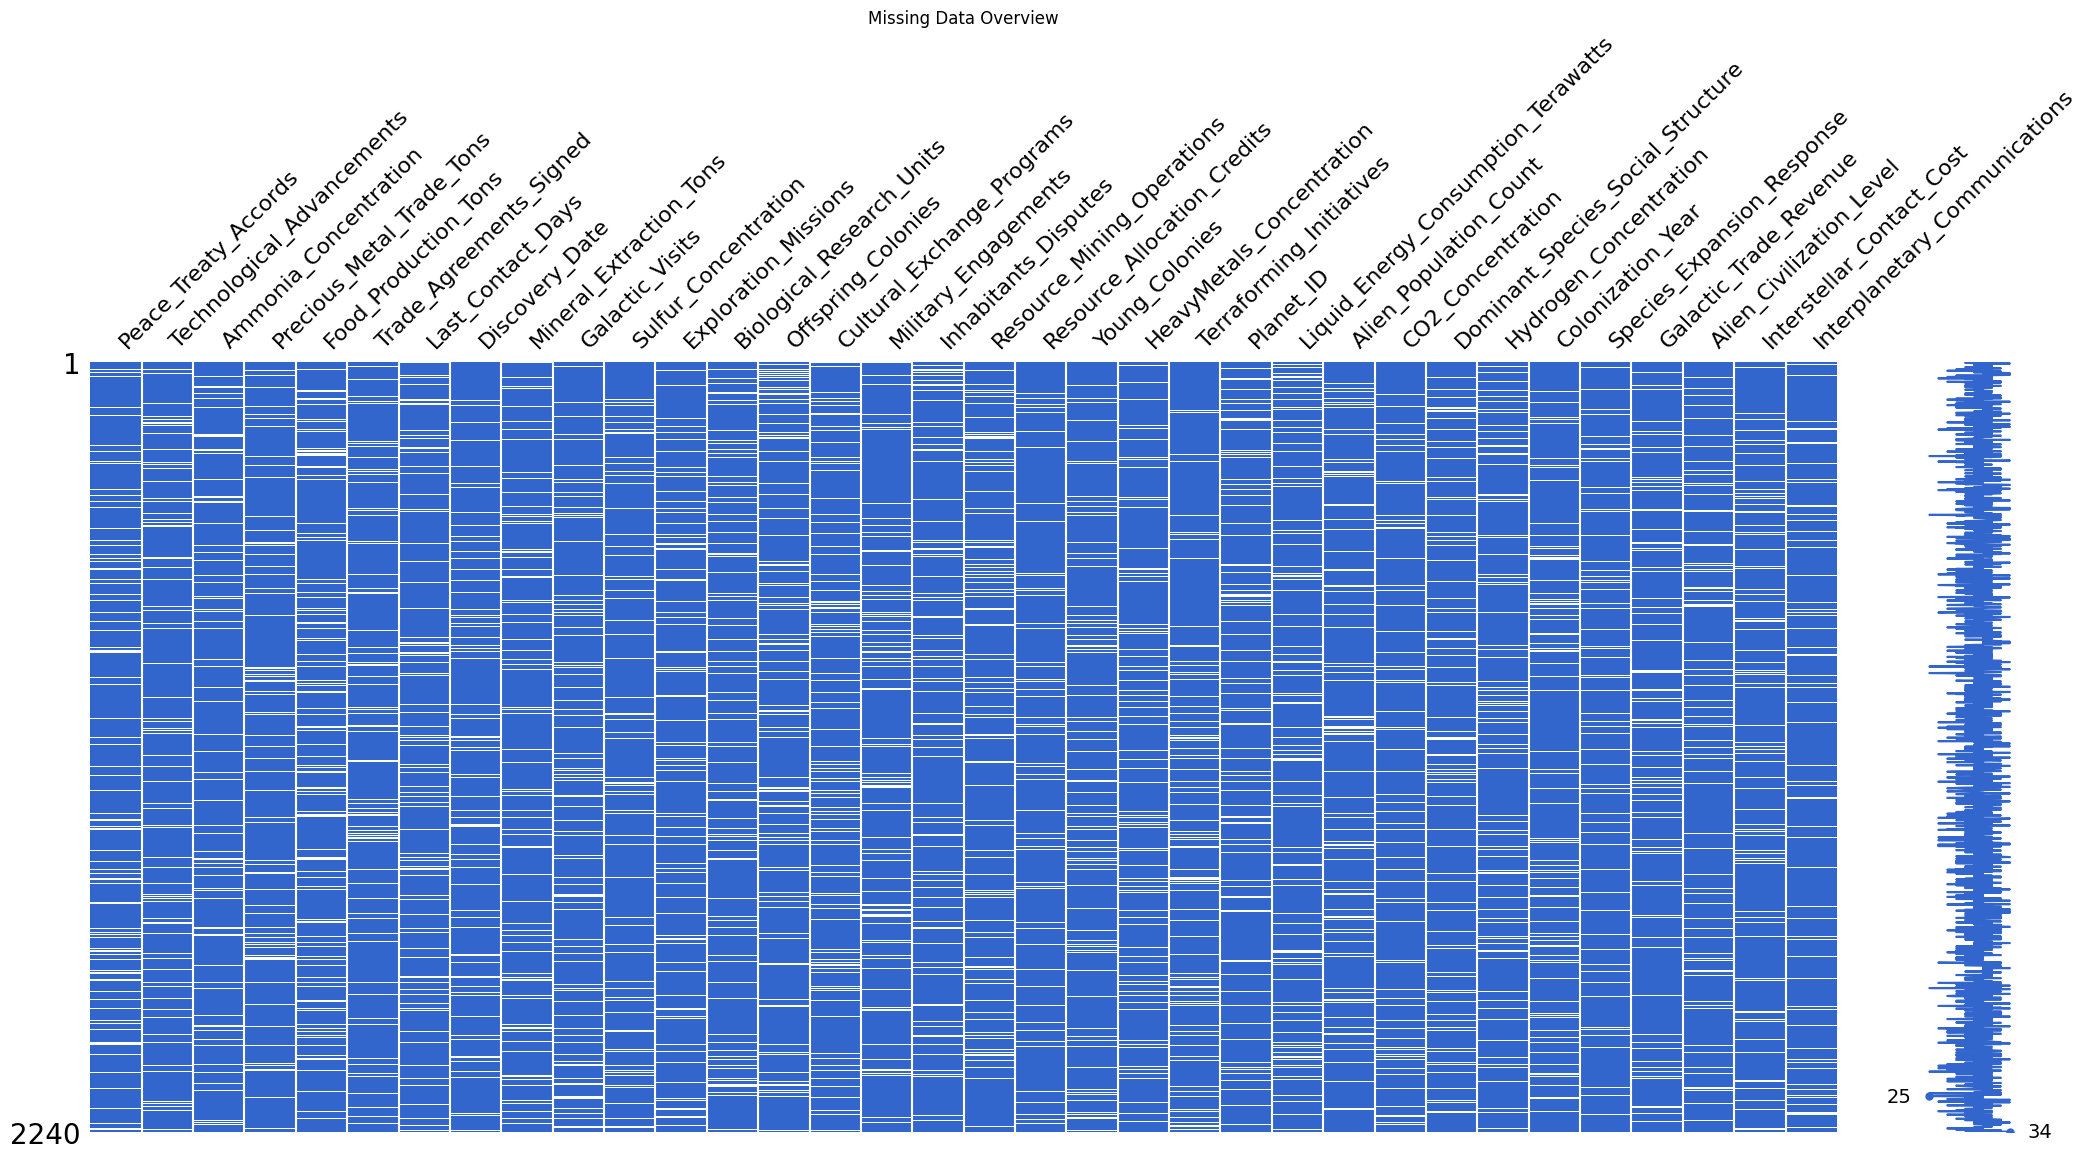 Missing Data Overview
Peace_Treaty_Accords
Technological_Advancements
Ammonia_Concentration
Precious_Metal_Trade_Tons
Food_Production_Tons
Trade_Agreements_Signed
Last_Contact_Days
Discovery_Date
Mineral_Extraction_Tons
Galactic_Visits
Sulfur_Concentration
Exploration_Missions
Biological_Research_Units
Offspring_Colonies
Cultural_Exchange_Programs
Military_Engagements
Inhabitants_Disputes
Resource_Mining_Operations
Resource_Allocation_Credits
Young_Colonies
HeavyMetals_Concentration
Terraforming_Initiatives
Planet_ID
Liquid_Energy_Consumption_Terawatts
Alien_Population_Count
CO2_Concentration
Dominant_Species_Social_Structure
Hydrogen_Concentration
Colonization_Year
Species_Expansion_Response
Galactic_Trade_Revenue
Alien_Civilization_Level
Interstellar_Contact_Cost
Interplanetary_Communications
1
25
2240
34